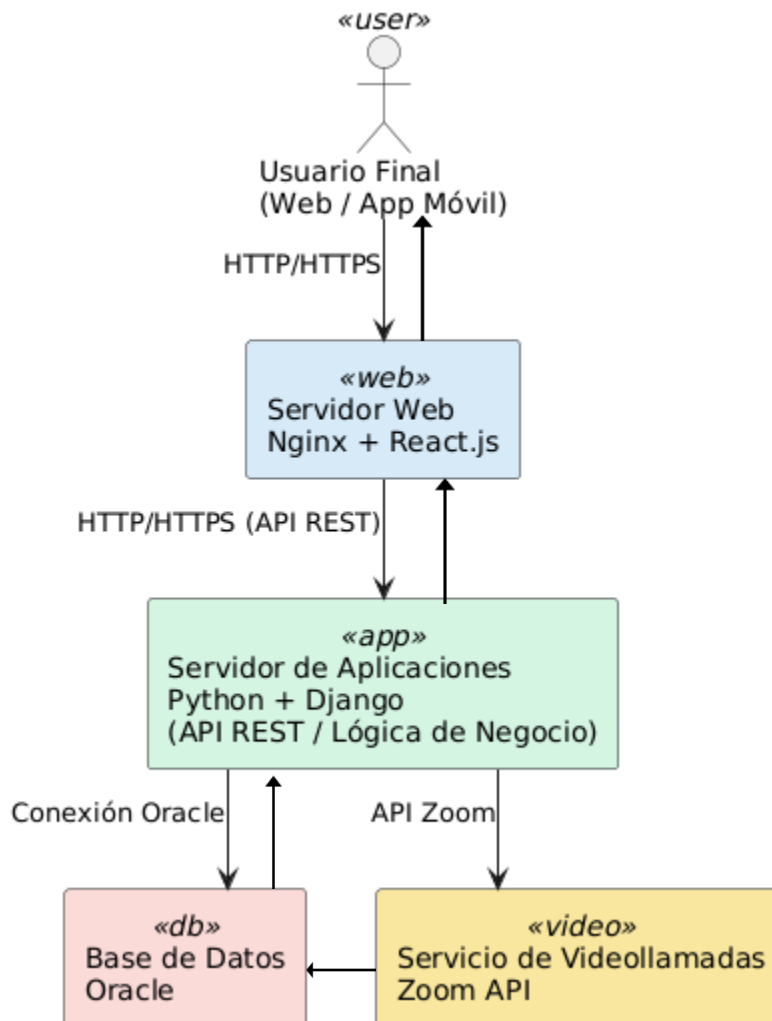 «user»
Usuario Final
(Web / App Móvil)
HTTP/HTTPS
«web»
Servidor Web
Nginx + React.js
HTTP/HTTPS (API REST)
«app»
Servidor de Aplicaciones
Python + Django
(API REST / Lógica de Negocio)
Conexión Oracle
API Zoom
«db»
Base de Datos
Oracle
«video»
Servicio de Videollamadas
Zoom API